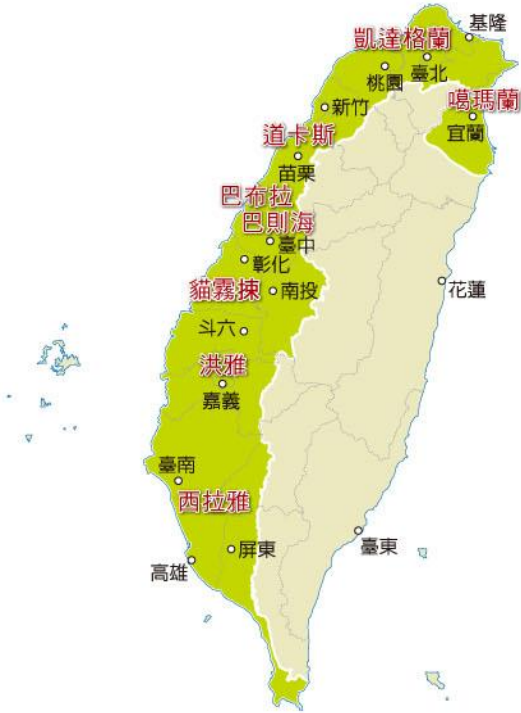 基隆
凱達格蘭
臺北
桃園
噶瑪蘭
新竹
宜蘭
道卡斯
苗栗
巴布拉
巴則海
臺中
彰化
貓霧揀
南投
花蓮
斗六
洪雅
嘉義
臺南
西拉雅
臺東
屏東
高雄